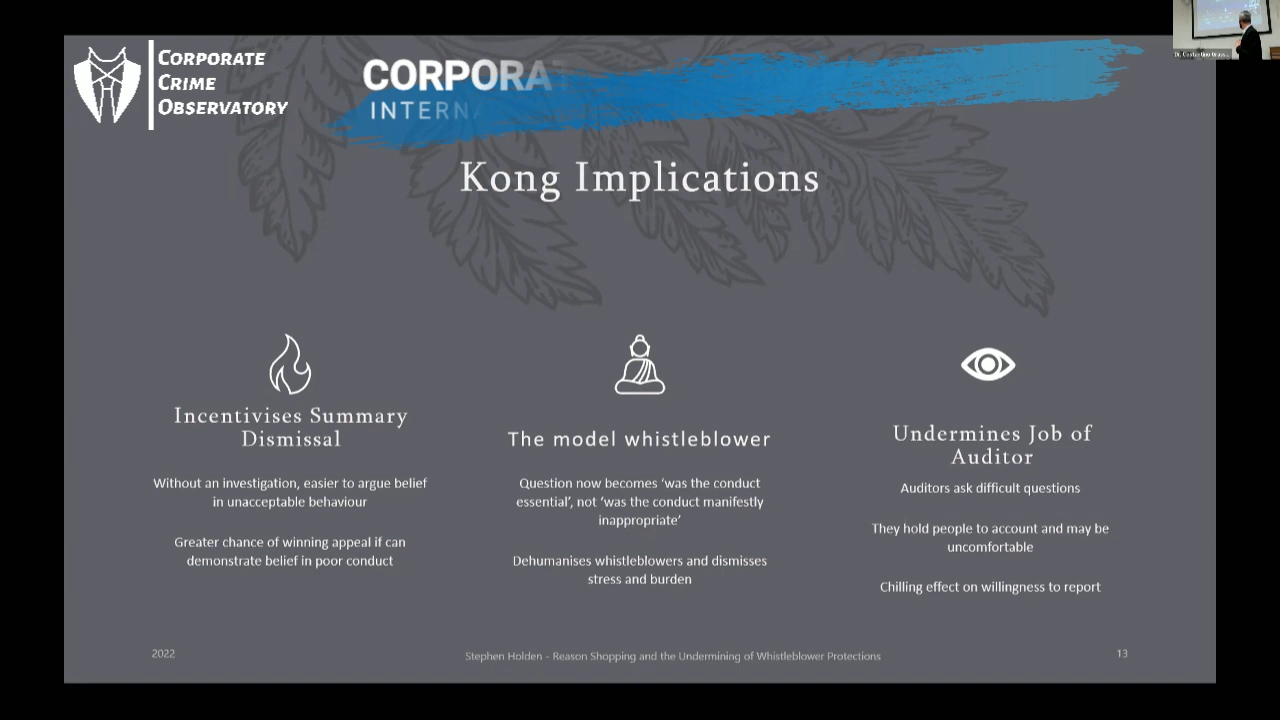 CORPORATE
CRIME
OBSERVATORY
CORPORA
INTERN
Kong Implications
Incentivises Summary
Dismissal
Without an investigation, easier to argue belief
in unacceptable behaviour
Greater chance of winning appeal if can
demonstrate belief in poor conduct
The model whistleblower
Question now becomes ‘was the conduct
essential’, not ‘was the conduct manifestly
inappropriate’
Dehumanises whistleblowers and dismisses
stress and burden
Undermines Job of
Auditor
Auditors ask difficult questions
They hold people to account and may be
uncomfortable
Chilling effect on willingness to report
2022
Stephen Holden - Reason Shopping and the Undermining of Whistleblower Protections
13